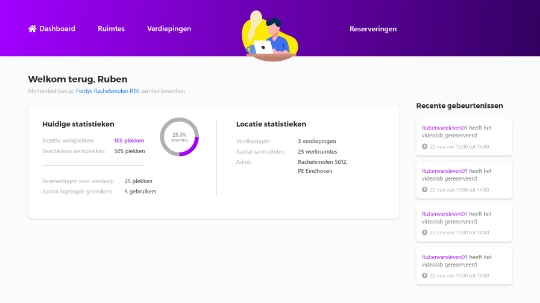 Dashboard
Ruimtes
Verdiepingen
Reserveringen
Welkom terug, Ruben
Momenteel ben je Fontys Rachelsmolen R10 aan het bewerken
Huidige statistieken
Bezette werkplekken: 105 plekken
Beschikbare werkplekken: 505 plekken
25.3%
Reserveringen voor vandaag: 25 plekken
Aantal ingelogde gebruikers: 5 gebruikers
Locatie statistieken
Verdiepingen: 3 verdiepingen
Aantal werkruimtes: 25 werkruimtes
Adres: Rachelsmolen 5612,
PE Eindhoven
Recente gebeurtenissen
Rubenvandeven01 heeft het
videolab gereserveerd
23 nov van 13:00 tot 14:00
Rubenvandeven01 heeft het
videolab gereserveerd
23 nov van 13:00 tot 14:00
Rubenvandeven01 heeft het
videolab gereserveerd
23 nov van 13:00 tot 14:00
Rubenvandeven01 heeft het
videolab gereserveerd
23 nov van 13:00 tot 14:00